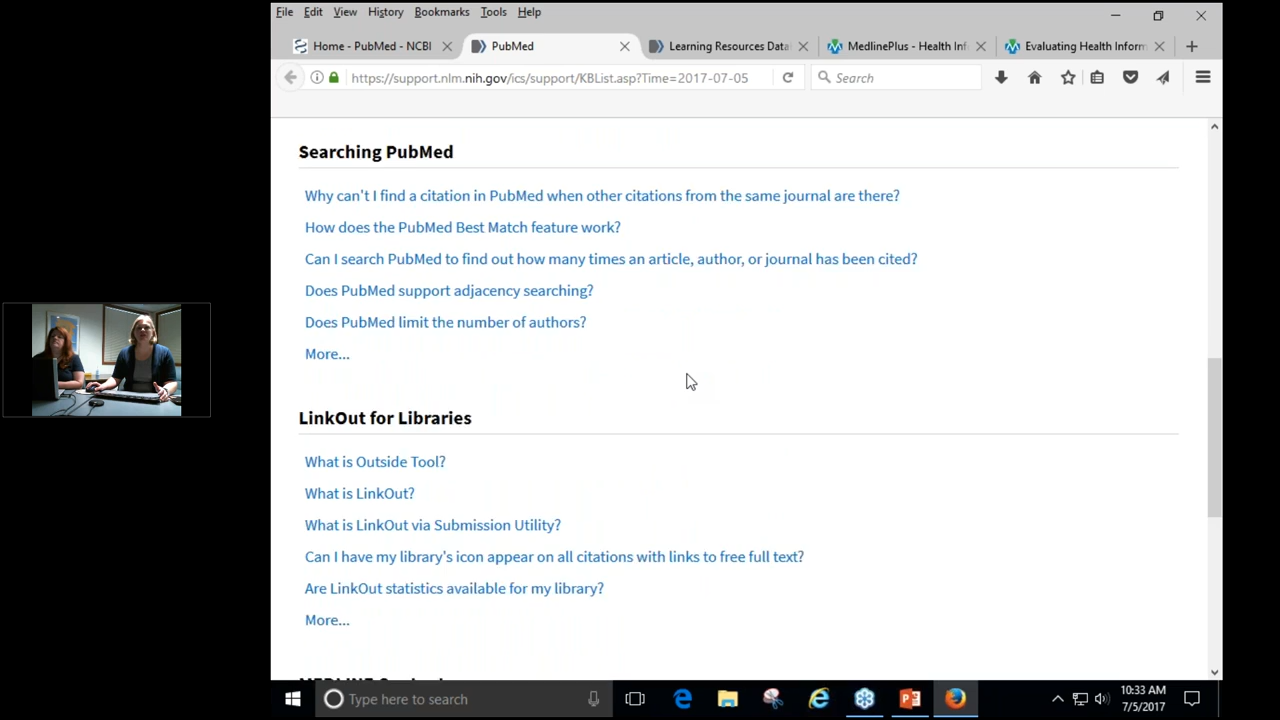 File Edit View History Bookmarks Tools Help
Home - PubMed - NCBI
PubMed
Learning Resources Data
MedlinePlus - Health Inf
Evaluating Health Inform
https://support.nlm.nih.gov/ics/support/KBList.asp?Time=2017-07-05
Search
Searching PubMed
Why can't I find a citation in PubMed when other citations from the same journal are there?
How does the PubMed Best Match feature work?
Can I search PubMed to find out how many times an article, author, or journal has been cited?
Does PubMed support adjacency searching?
Does PubMed limit the number of authors?
More...
LinkOut for Libraries
What is Outside Tool?
What is LinkOut?
What is LinkOut via Submission Utility?
Can I have my library's icon appear on all citations with links to free full text?
Are LinkOut statistics available for my library?
More...
Type here to search
10:33 AM
7/5/2017